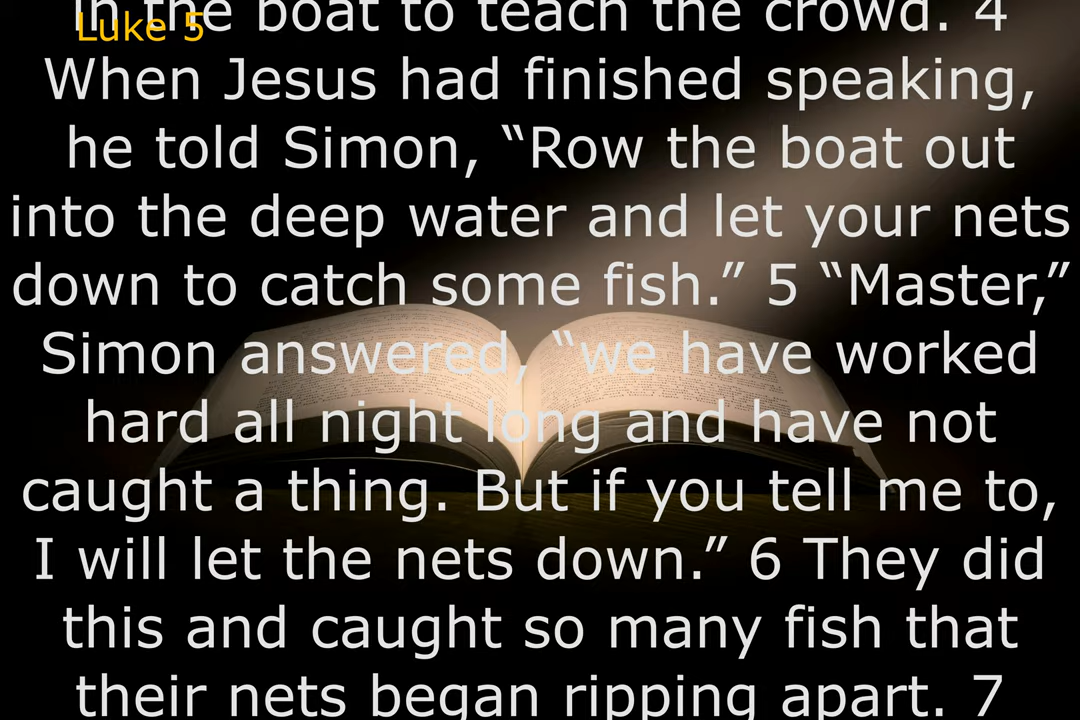 in the boat to teach the crowd. 4
Luke 5
When Jesus had finished speaking,
he told Simon, “Row the boat out
into the deep water and let your nets
down to catch some fish.” 5 “Master,”
Simon answered, “we have worked
hard all night long and have not
caught a thing. But if you tell me to,
I will let the nets down.” 6 They did
this and caught so many fish that
their nets began ripping apart. 7